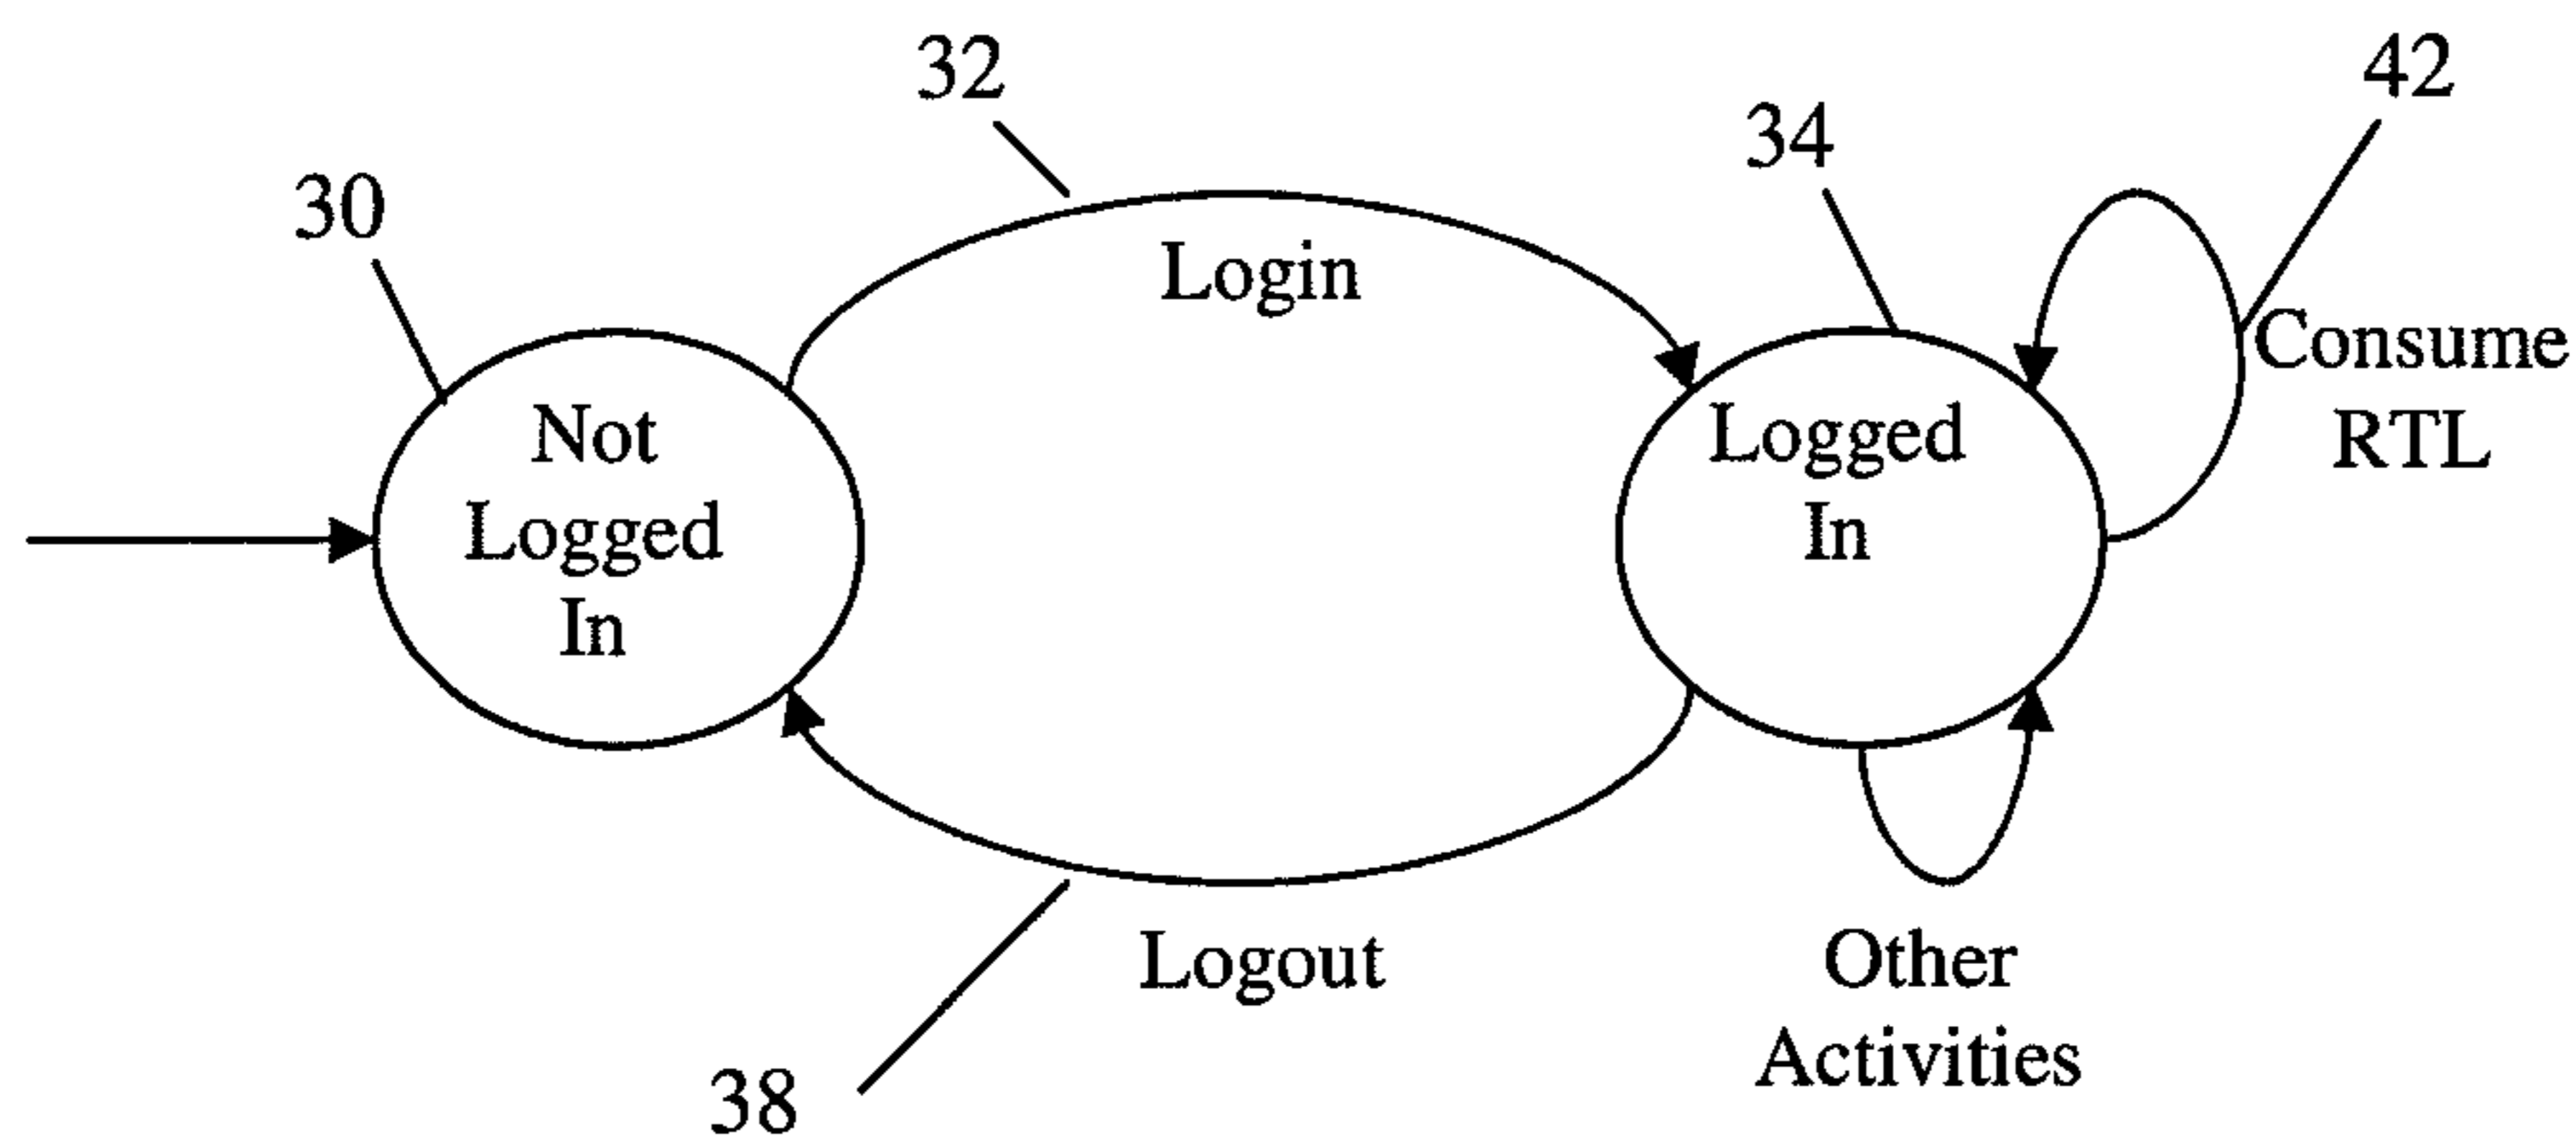 32
42
34
30
Login
Consume
RTL
Not
Logged
In
Logged
In
Logout
Other
Activities
38